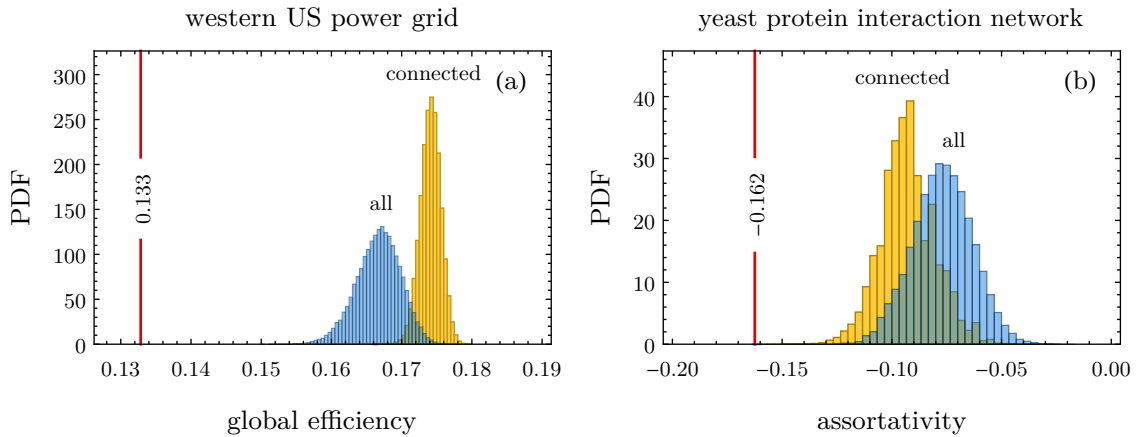 western US power grid
PDF
300
250
200
150
100
50
0
0.13
0.14
0.15
0.16
0.17
0.18
0.19
global efficiency
connected
(a)
all
0.133
yeast protein interaction network
PDF
40
30
20
10
0
−0.20
−0.15
−0.10
−0.05
0.00
assortativity
connected
(b)
all
−0.162